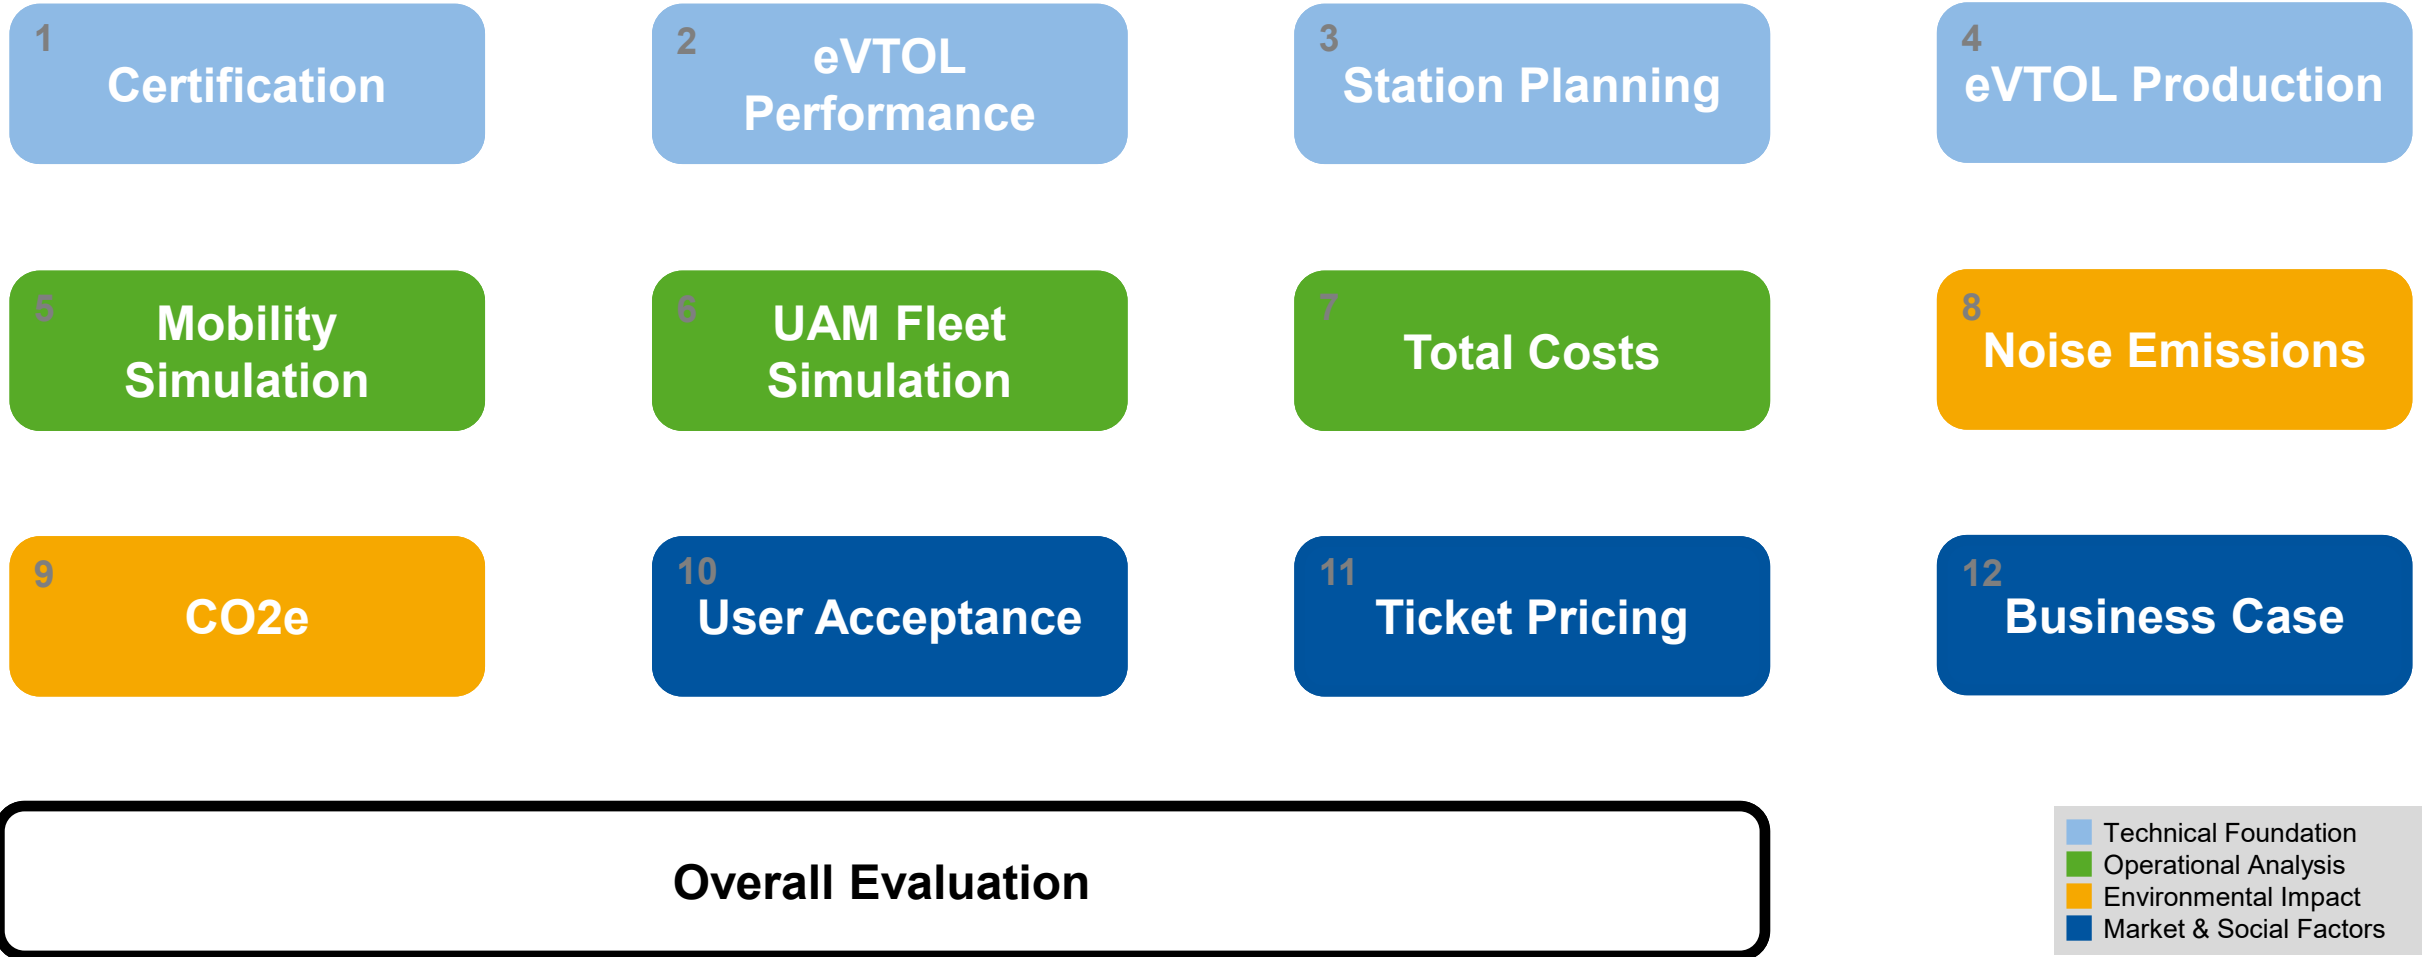 1
Certification
2
eVTOL
Performance
3
Station Planning
4
eVTOL Production
5
Mobility
Simulation
6
UAM Fleet
Simulation
7
Total Costs
8
Noise Emissions
9
CO2e
10
User Acceptance
11
Ticket Pricing
12
Business Case
Overall Evaluation
Technical Foundation
Operational Analysis
Environmental Impact
Market & Social Factors